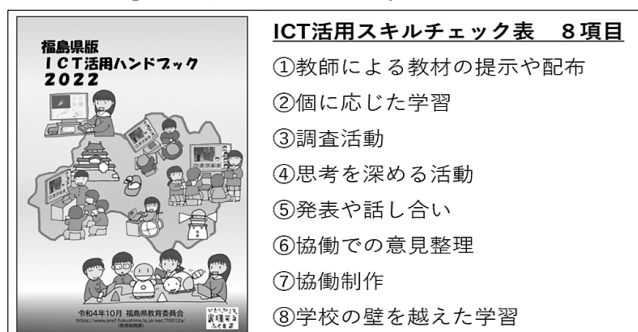 福島県版
ICT活用ハンドブック
2022
令和4年10月 福島県教育委員会
ICT活用スキルチェック表 8項目
①教師による教材の提示や配布
②個に応じた学習
③調査活動
④思考を深める活動
⑤発表や話し合い
⑥協働での意見整理
⑦協働制作
⑧学校の壁を越えた学習